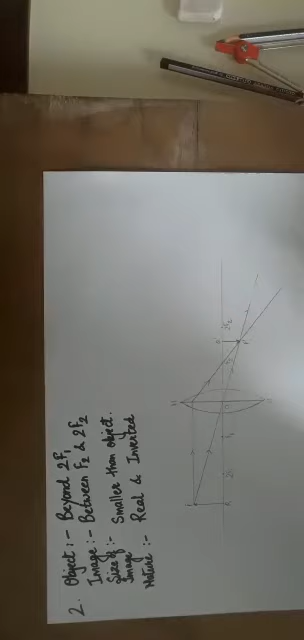 2. Object :- Beyond 2F1
Image :- Between F2 & 2F2
Size of :- Smaller than object.
Image
Nature :- Real & Inverted